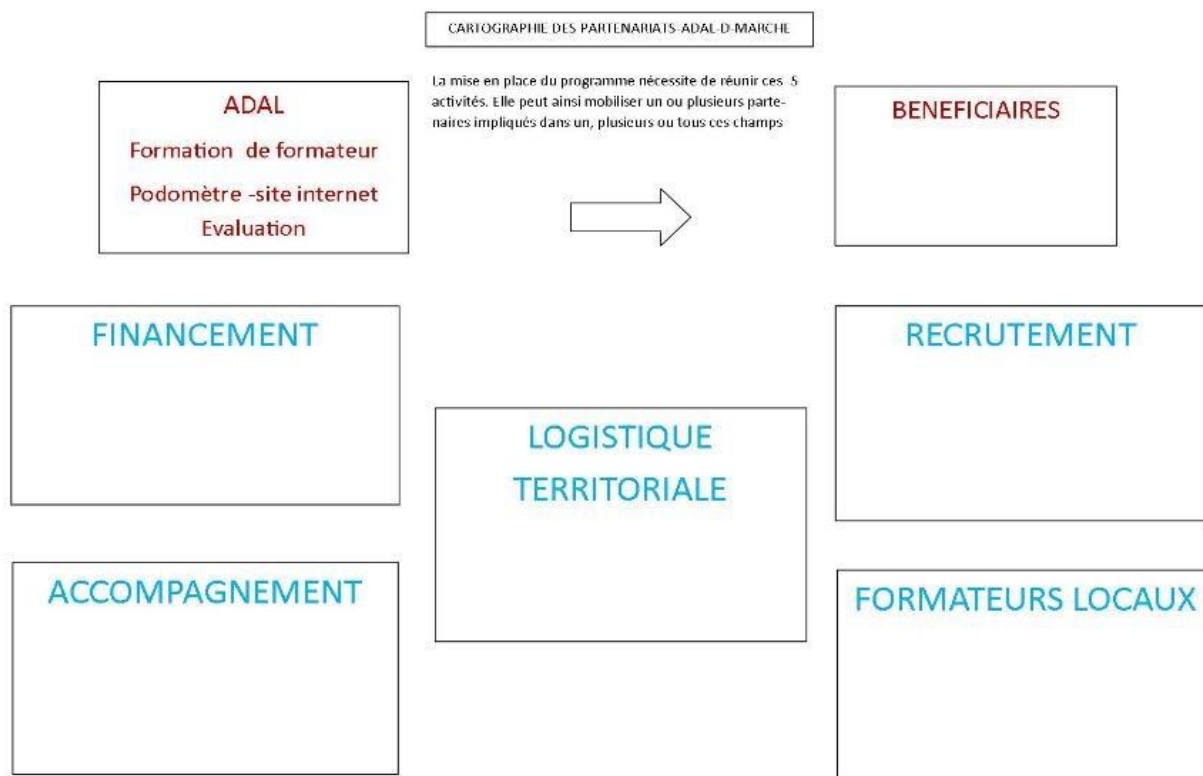 CARTOGRAPHIE DES PARTENARIATS-ADAL-D-MARCHE
La mise en place du programme nécessite de réunir ces 5
activités. Elle peut ainsi mobiliser un ou plusieurs parte-
naires impliqués dans un, plusieurs ou tous ces champs
ADAL
Formation de formateur
Podomètre -site internet
Evaluation
BENEFICIAIRES
FINANCEMENT
RECRUTEMENT
LOGISTIQUE
TERRITORIALE
ACCOMPAGNEMENT
FORMATEURS LOCAUX